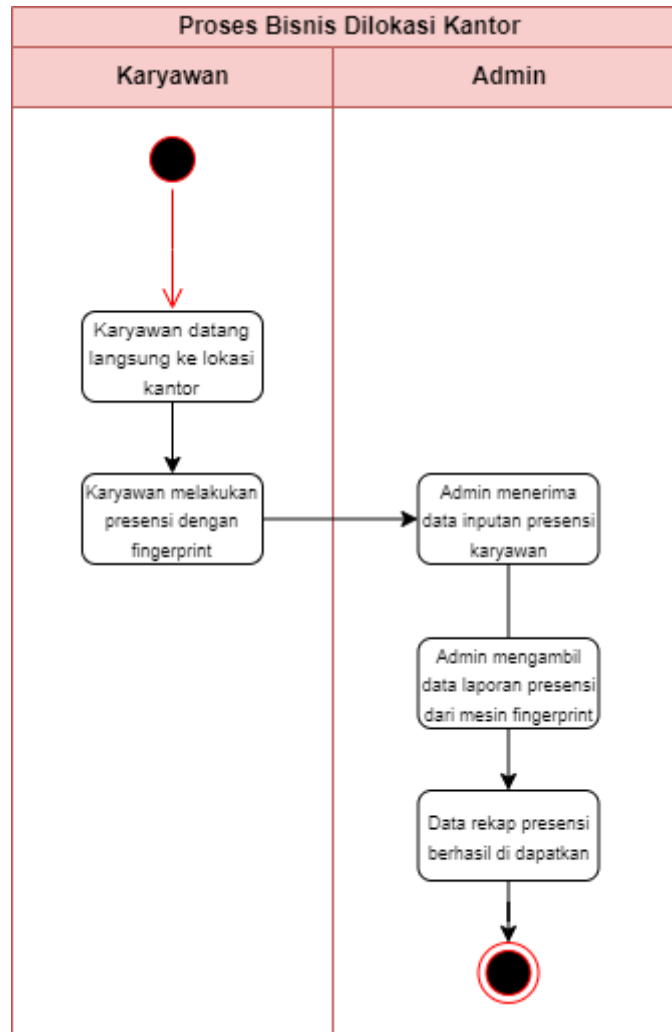 Proses Bisnis Dilokasi Kantor
Karyawan
Admin
Karyawan datang
langsung ke lokasi
kantor
Karyawan melakukan
presensi dengan
fingerprint
Admin menerima
data inputan presensi
karyawan
Admin mengambil
data laporan presensi
dari mesin fingerprint
Data rekap presensi
berhasil di dapatkan